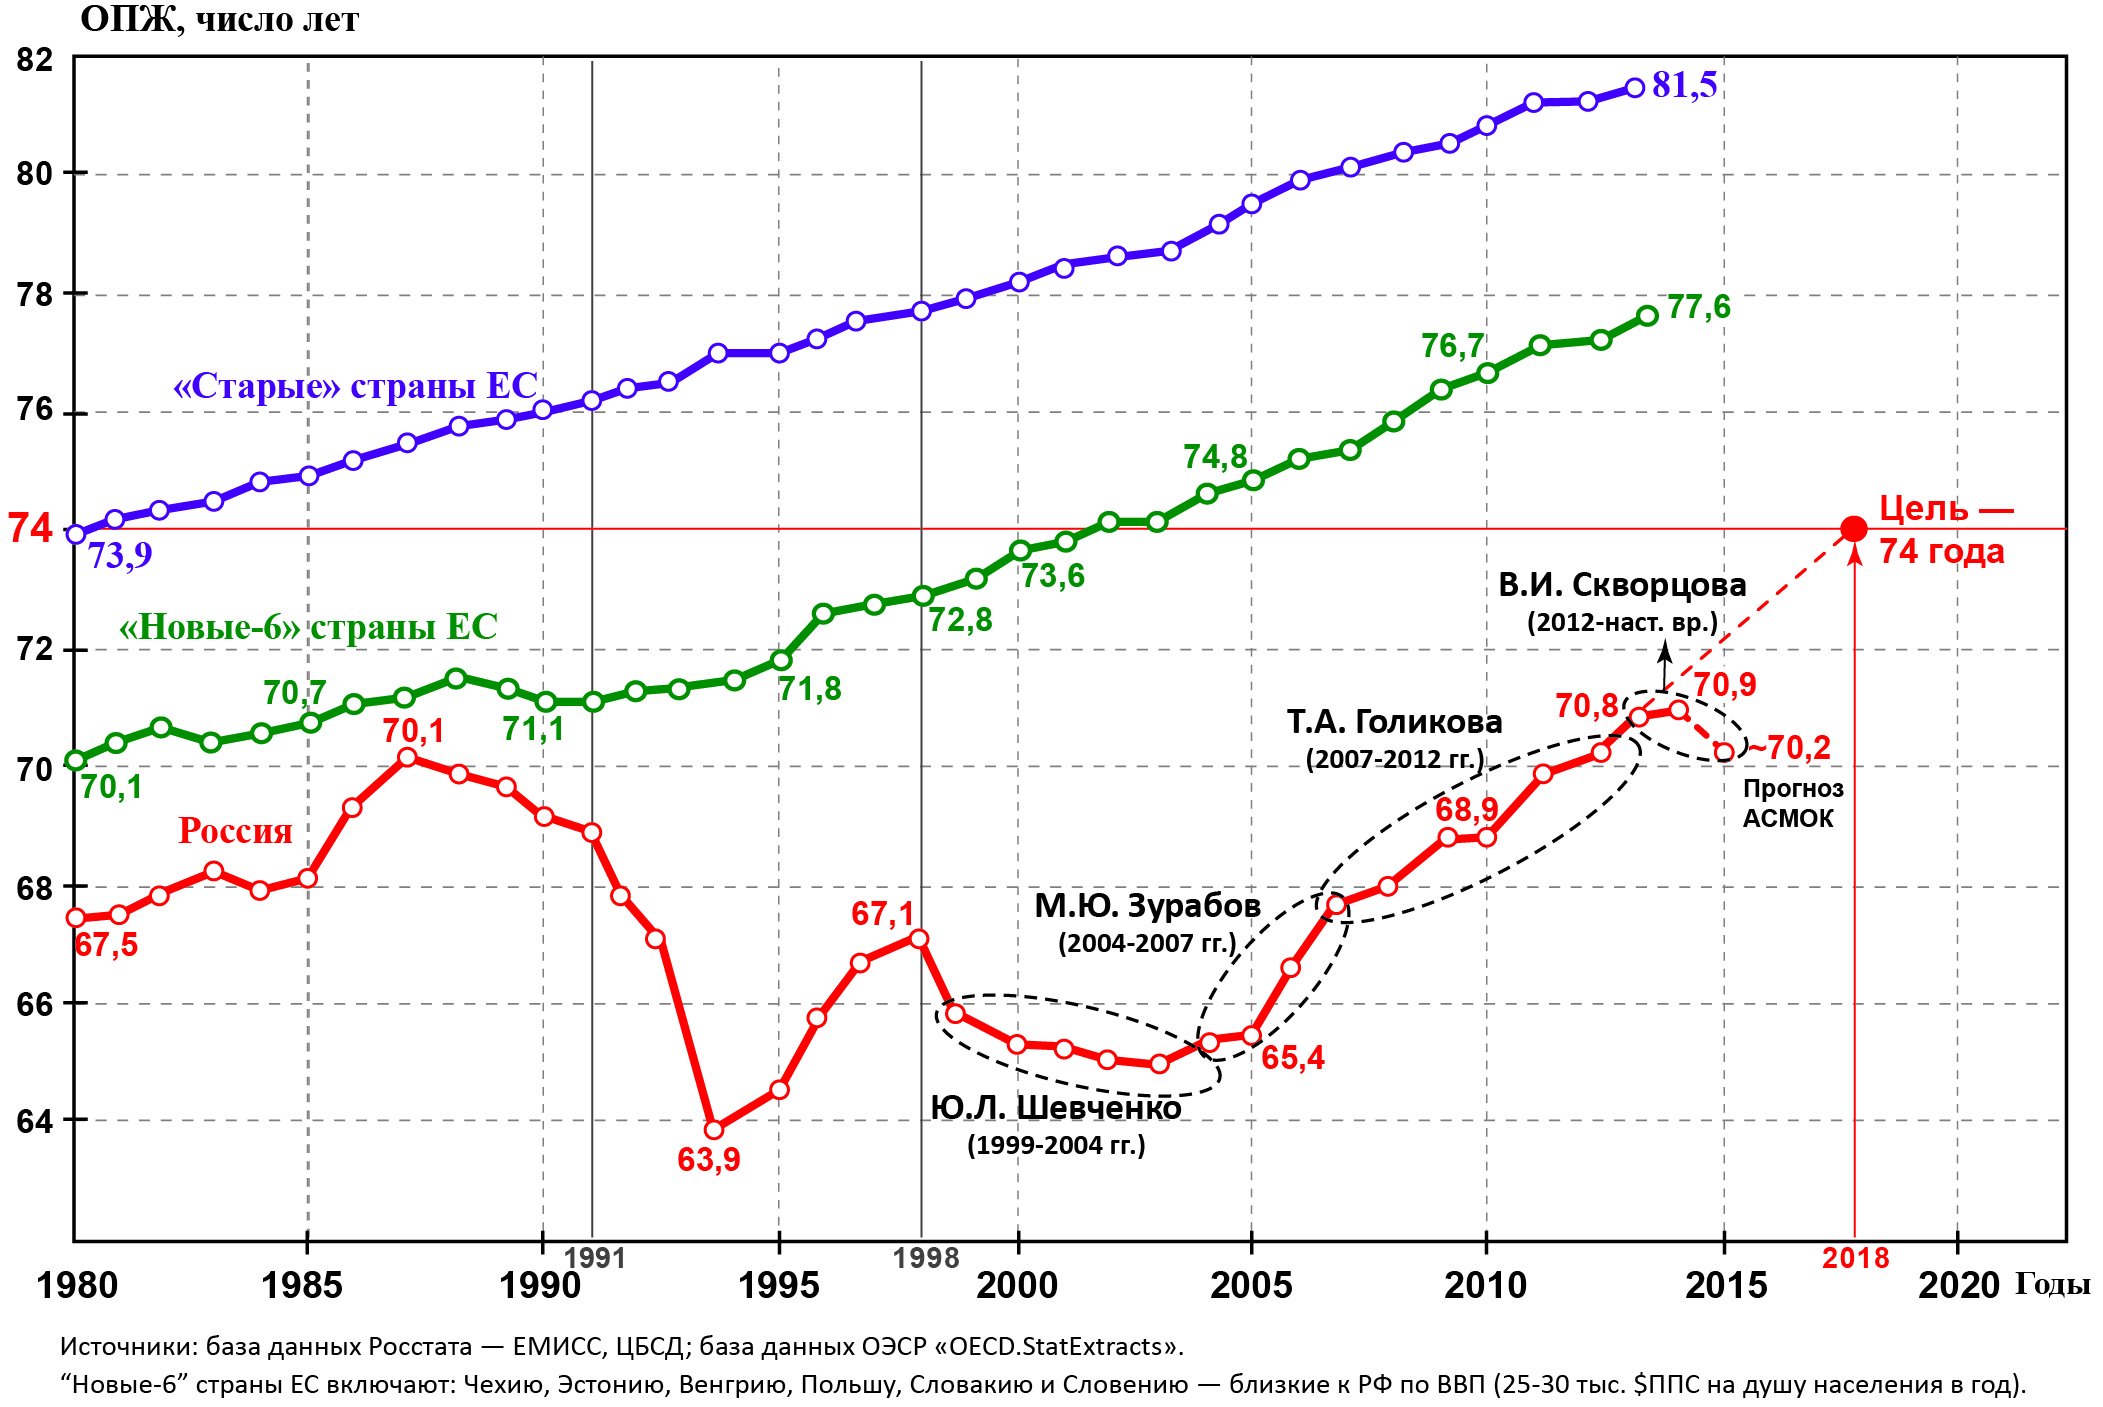 ОПЖ, число лет
82
80
78
76
74
72
70
68
66
64
81,5
«Старые» страны ЕС
73,9
77,6
76,7
74,8
73,6
72,8
71,8
71,1
70,7
70,1
«Новые-6» страны ЕС
Россия
67,5
70,1
63,9
67,1
65,4
68,9
70,8
70,9
~70,2
Прогноз
АСМОК
Цель —
74 года
В.И. Скворцова
(2012-наст. вр.)
Т.А. Голикова
(2007-2012 гг.)
М.Ю. Зурабов
(2004-2007 гг.)
Ю.Л. Шевченко
(1999-2004 гг.)
1991
1998
2018
1980 1985 1990 1995 2000 2005 2010 2015 2020 Годы
Источники: база данных Росстата — ЕМИСС, ЦБСД; база данных ОЭСР «OECD.StatExtracts».
“Новые-6” страны ЕС включают: Чехию, Эстонию, Венгрию, Польшу, Словакию и Словению — близкие к РФ по ВВП (25-30 тыс. $ППС на душу населения в год).